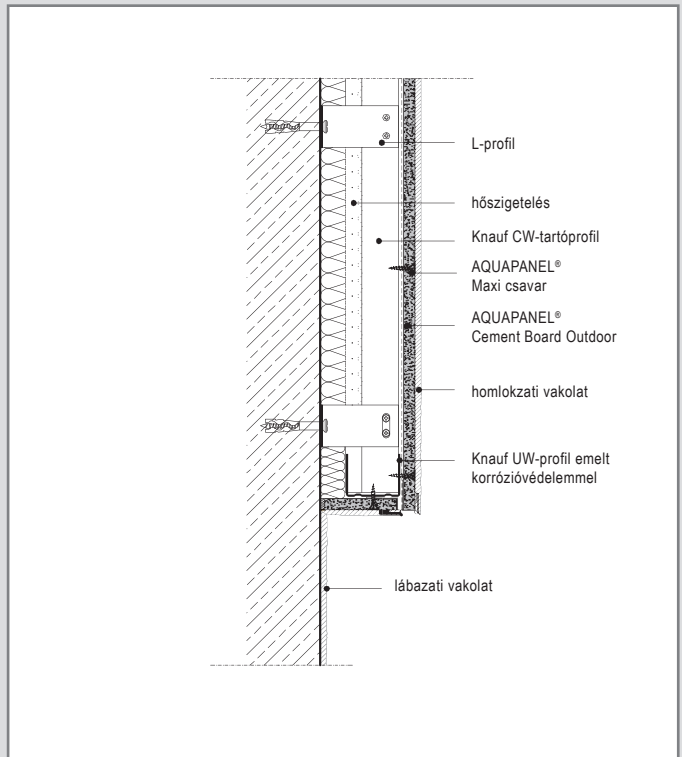 L-profil
hőszigetelés
Knauf CW-tartóprofil
AQUAPANEL®
Maxi csavar
AQUAPANEL®
Cement Board Outdoor
homlokzati vakolat
Knauf UW-profil emelt
korrózióvédelemmel
lábazati vakolat